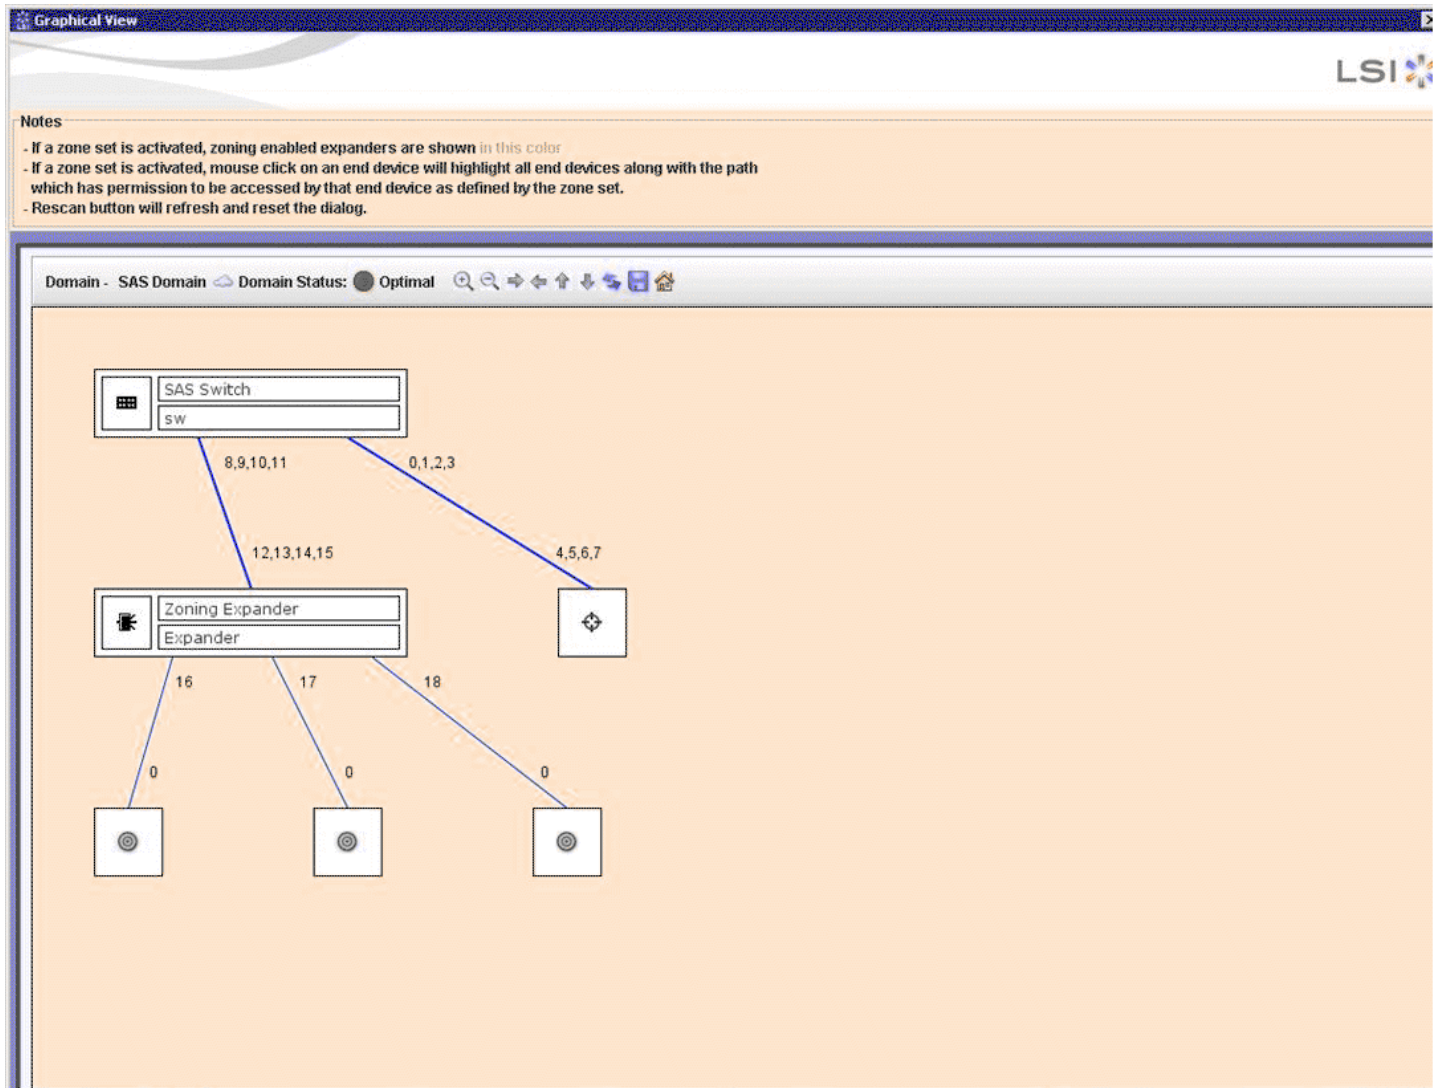 Graphical View
LSI
Notes
- If a zone set is activated, zoning enabled expanders are shown in this color
- If a zone set is activated, mouse click on an end device will highlight all end devices along with the path
which has permission to be accessed by that end device as defined by the zone set.
- Rescan button will refresh and reset the dialog.
Domain - SAS Domain Domain Status: Optimal
SAS Switch
sw
8,9,10,11 0,1,2,3
12,13,14,15 4,5,6,7
Zoning Expander
Expander
16 17 18
0 0 0